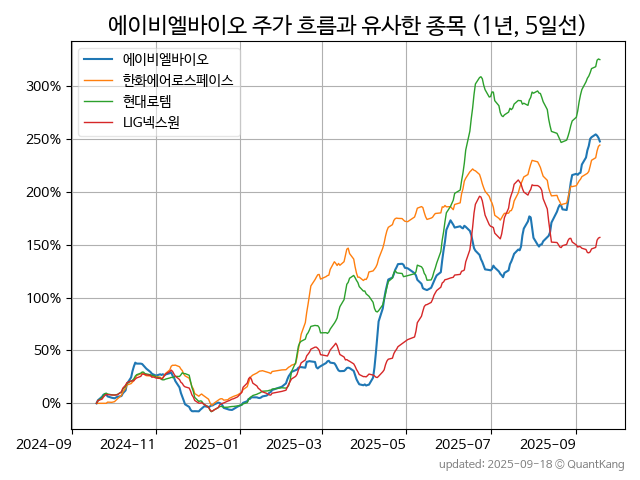 에이비엘바이오 주가 흐름과 유사한 종목 (1년, 5일선)
에이비엘바이오
한화에어로스페이스
현대로템
LIG넥스원
300%
250%
200%
150%
100%
50%
0%
2024-09 2024-11 2025-01 2025-03 2025-05 2025-07 2025-09
updated: 2025-09-18 © QuantKang